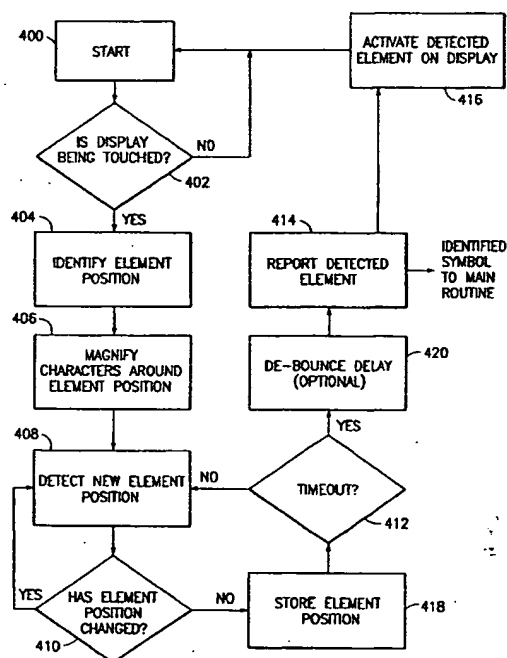 400
START
ACTIVATE DETECTED
ELEMENT ON DISPLAY
416
IS DISPLAY
BEING TOUCHED?
NO
402
YES
404
IDENTIFY ELEMENT
POSITION
414
REPORT DETECTED
ELEMENT
IDENTIFIED
SYMBOL
TO MAIN
ROUTINE
406
MAGNIFY
CHARACTERS AROUND
ELEMENT POSITION
DE-BOUNCE DELAY
(OPTIONAL)
420
YES
408
DETECT NEW ELEMENT
POSITION
NO
TIMEOUT?
412
YES
HAS ELEMENT
POSITION
CHANGED?
410
NO
STORE ELEMENT
POSITION
418